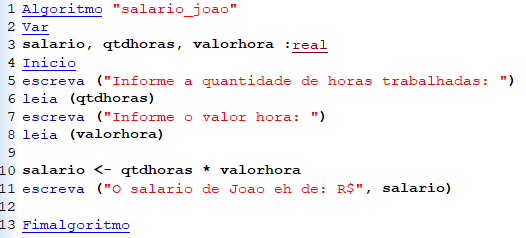 1 Algoritmo "salario_joao"
2 Var
3 salario, qtdhoras, valorhora :real
4 Inicio
5 escreva ("Informe a quantidade de horas trabalhadas: ")
6 leia (qtdhoras)
7 escreva ("Informe o valor hora: ")
8 leia (valorhora)
9
10 salario <- qtdhoras * valorhora
11 escreva ("O salario de Joao eh de: R$", salario)
12
13 Fimalgoritmo